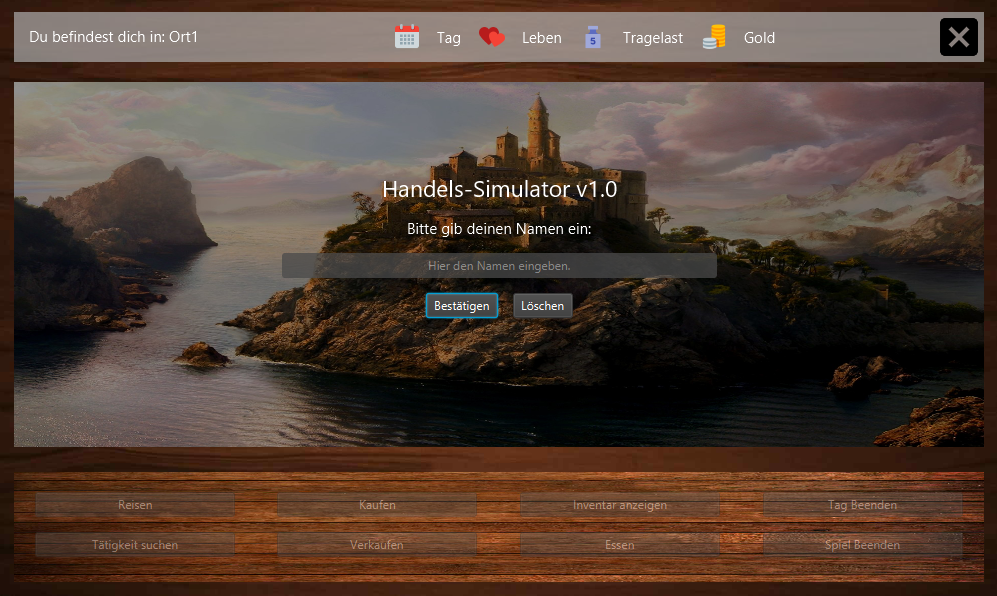 Du befindest dich in: Ort1
Tag
Leben
5
Tragelast
Gold
Handels-Simulator v1.0
Bitte gib deinen Namen ein:
Hier den Namen eingeben.
Bestätigen
Löschen
Reisen
Kaufen
Inventar anzeigen
Tag Beenden
Tätigkeit suchen
Verkaufen
Essen
Spiel Beenden